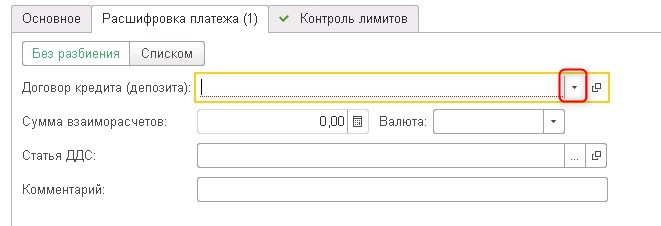 Основное Расшифровка платежа (1) Контроль лимитов
Без разбиения Списком
Договор кредита (депозита):
Сумма взаиморасчетов: 0,00 Валюта:
Статья ДДС: ...
Комментарий: